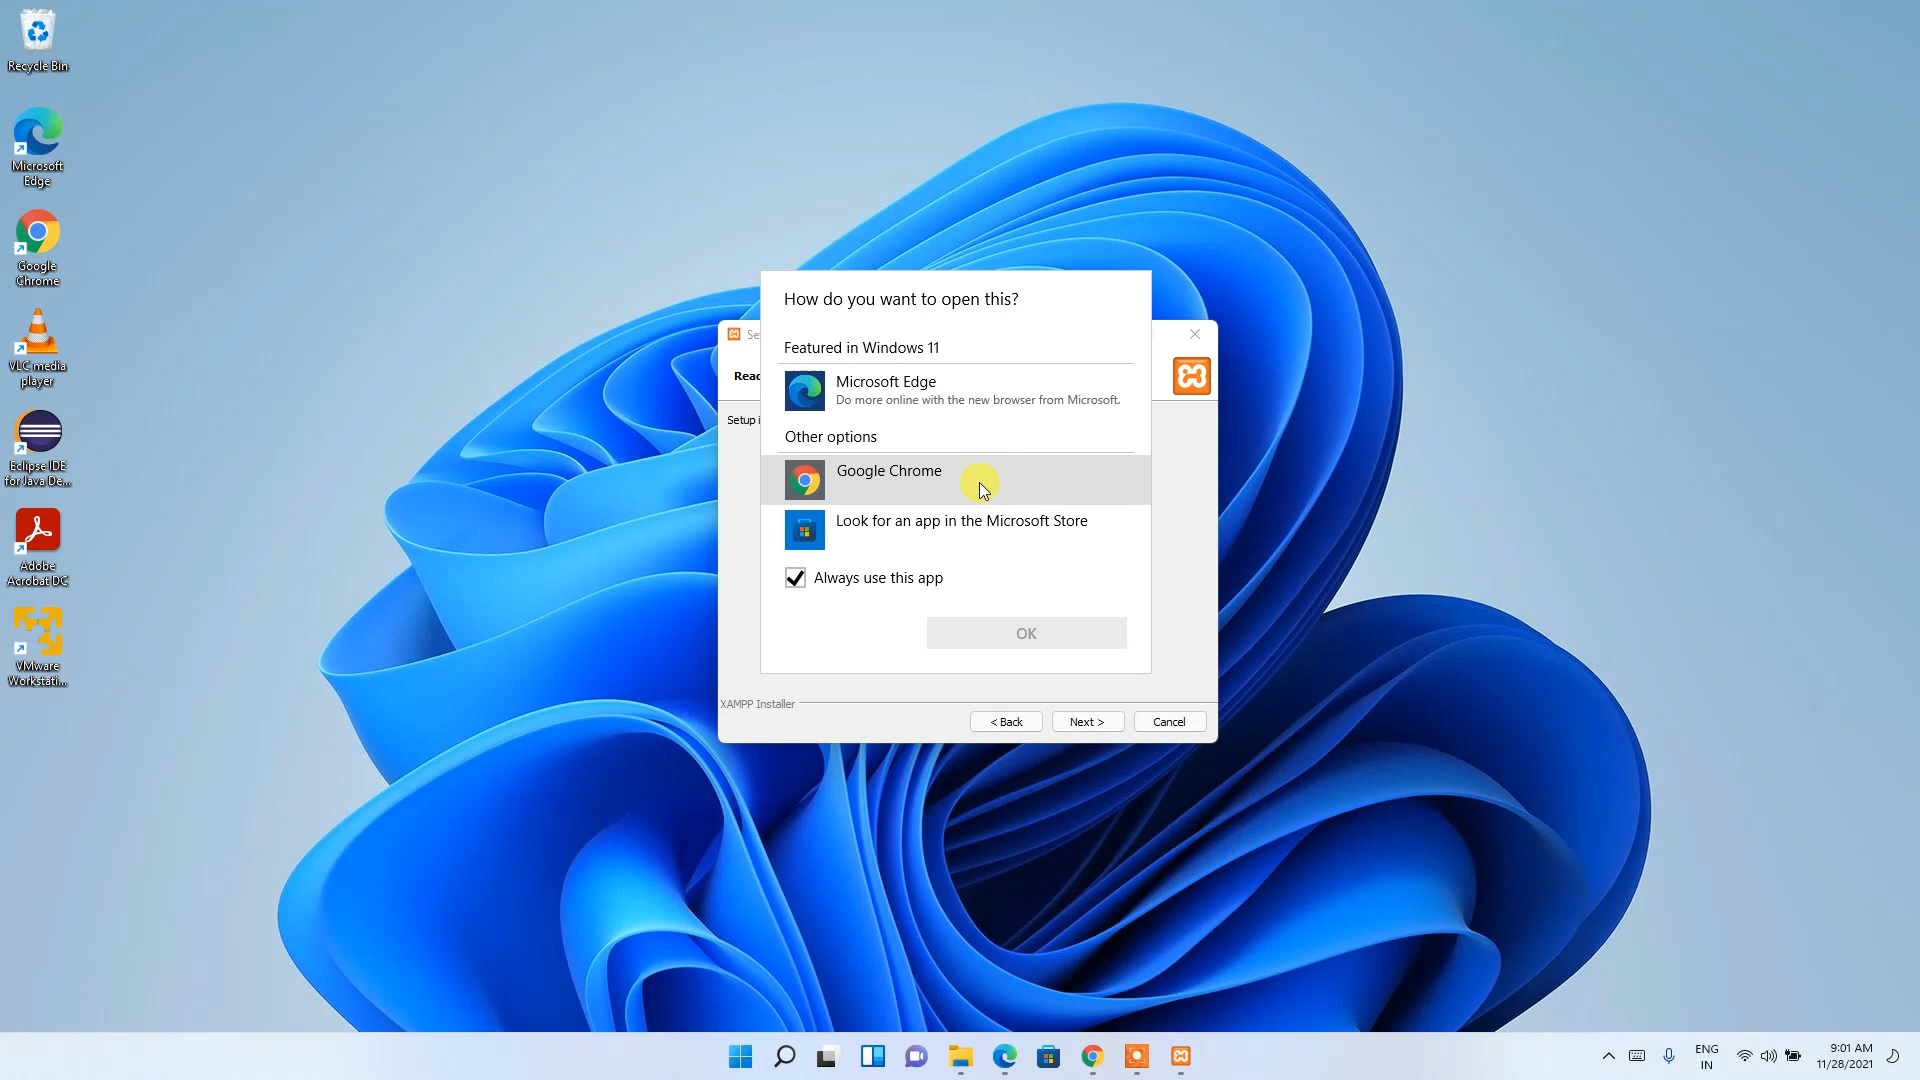 Recycle Bin
Microsoft
Edge
Google
Chrome
VLC media
player
Eclipse IDE
for Java De...
Adobe
Acrobat DC
VMware
Workstati...
How do you want to open this?
Featured in Windows 11
Microsoft Edge
Do more online with the new browser from Microsoft.
Other options
Google Chrome
Look for an app in the Microsoft Store
Always use this app
OK
Se
Reac
Setup i
XAMPP Installer
< Back
Next >
Cancel
ENG
IN
9:01 AM
11/28/2021